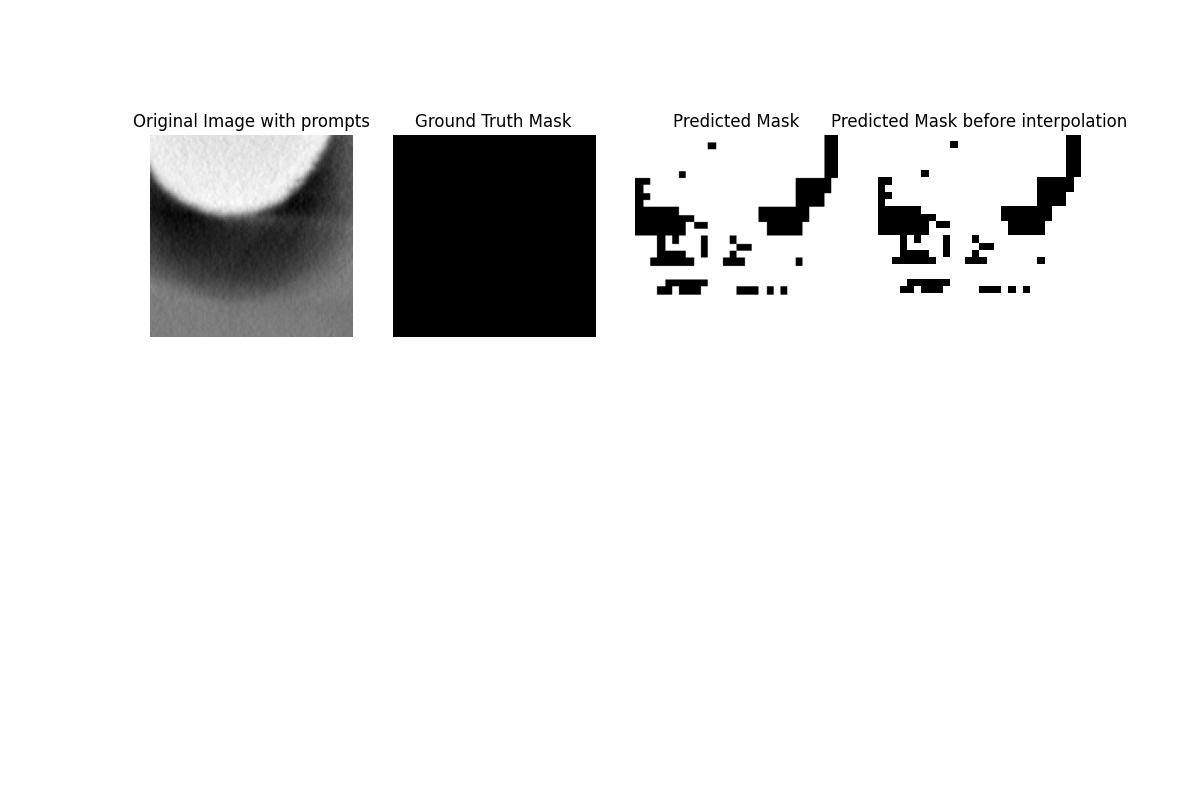 Original Image with prompts
Ground Truth Mask
Predicted Mask
Predicted Mask before interpolation